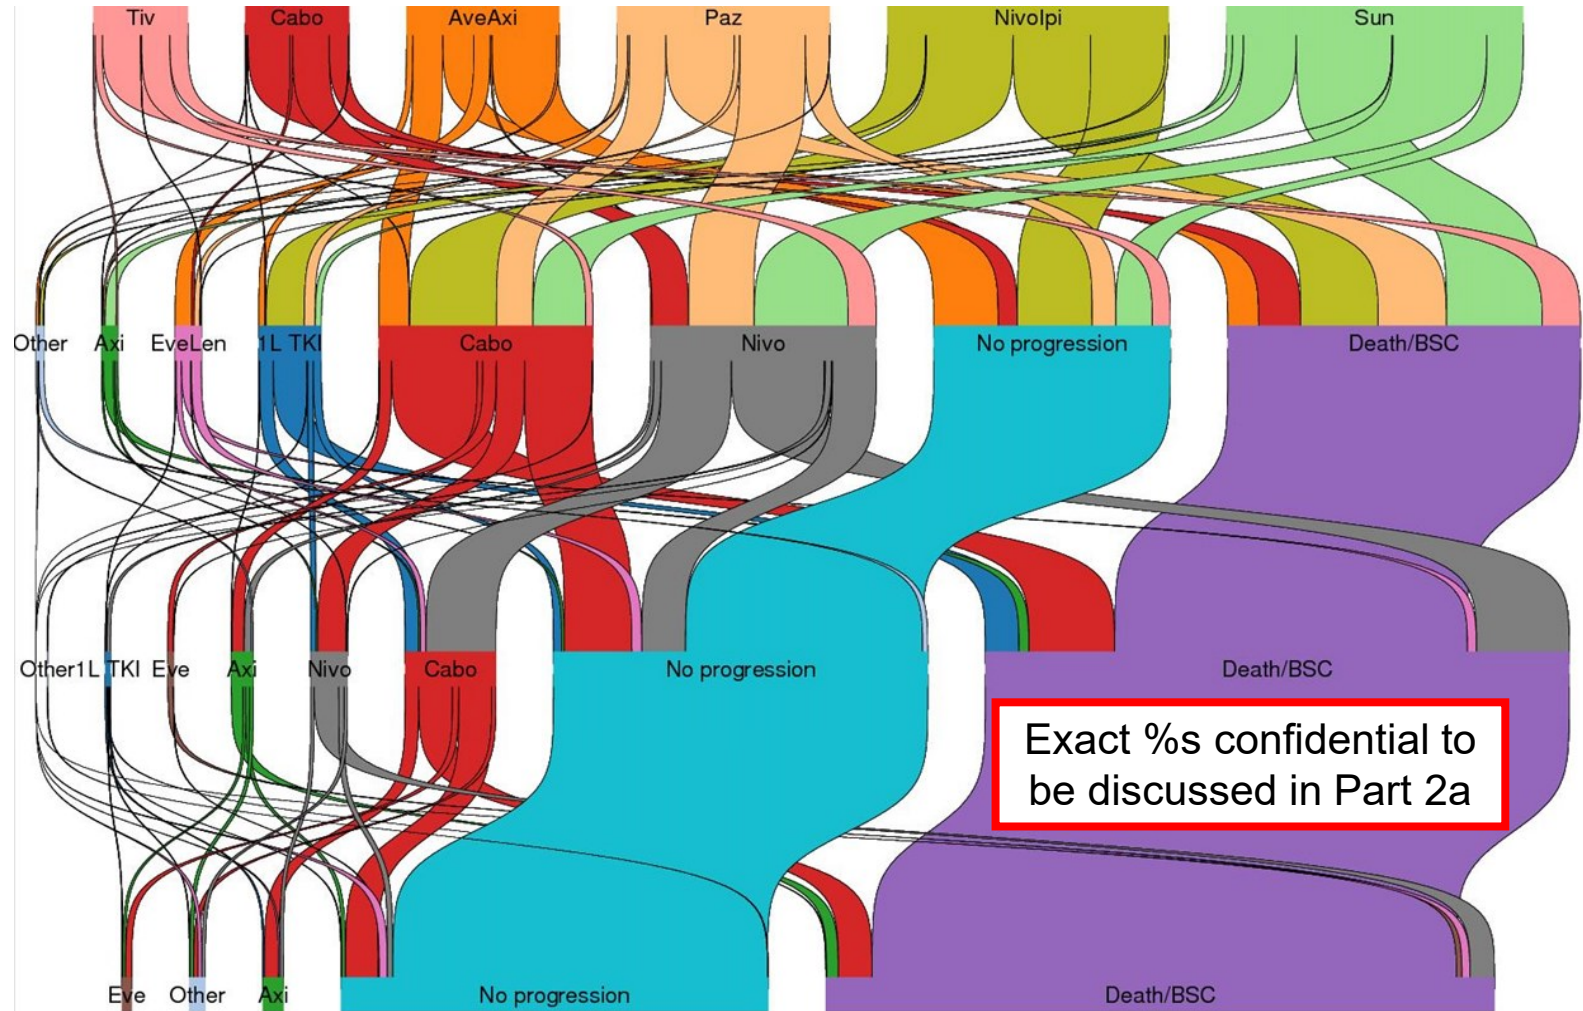 Tiv Cabo AveAxi Paz NivoIpi Sun
Other Axi EveLen 1L TKI Cabo Nivo No progression Death/BSC
Other 1L TKI Eve Axi Nivo Cabo No progression Death/BSC
Exact %s confidential to
be discussed in Part 2a
Eve Other Axi No progression Death/BSC